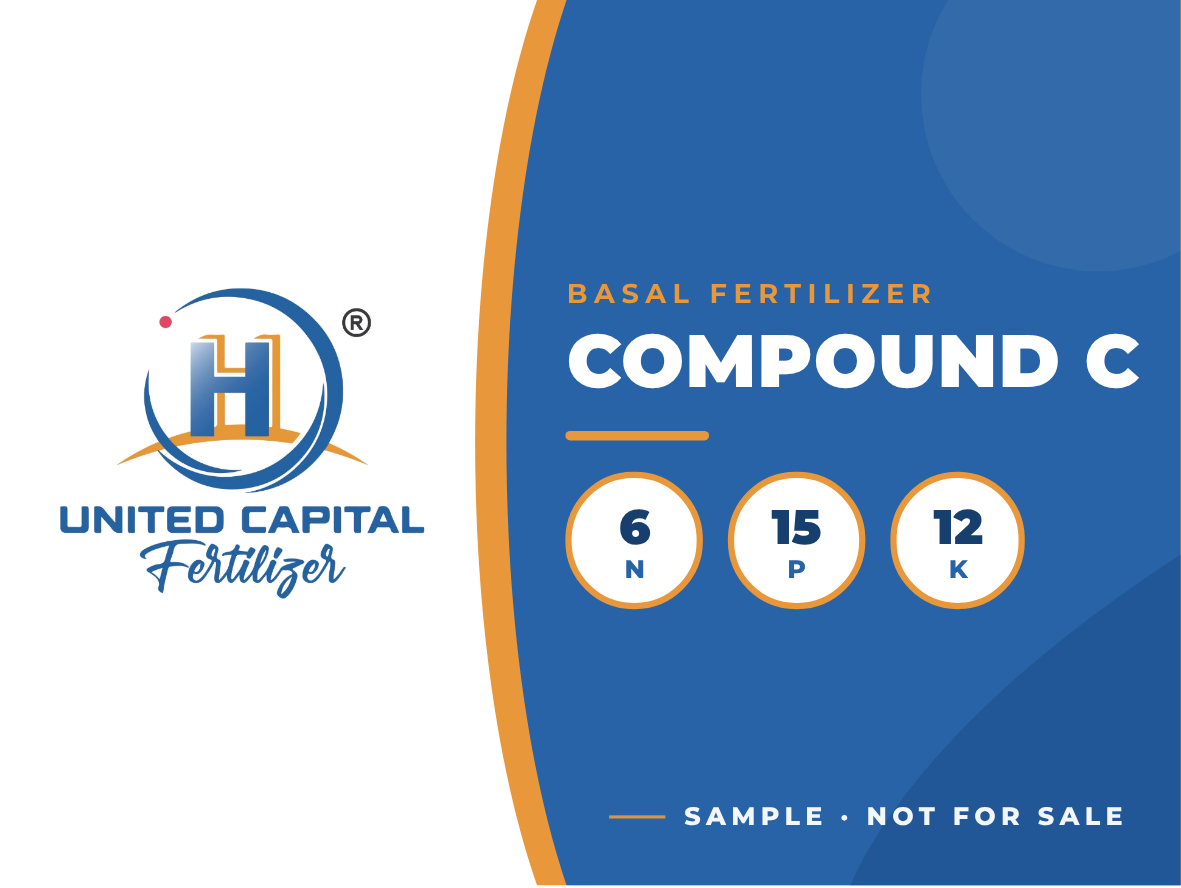 H
®
UNITED CAPITAL
Fertilizer
BASAL FERTILIZER
COMPOUND C
6
N
15
P
12
K
SAMPLE · NOT FOR SALE